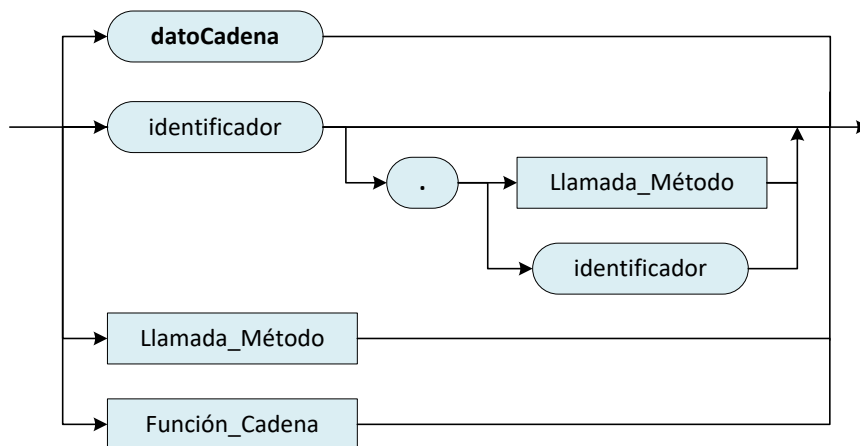 datoCadena
identificador
.
Llamada_Método
identificador
Llamada_Método
Función_Cadena